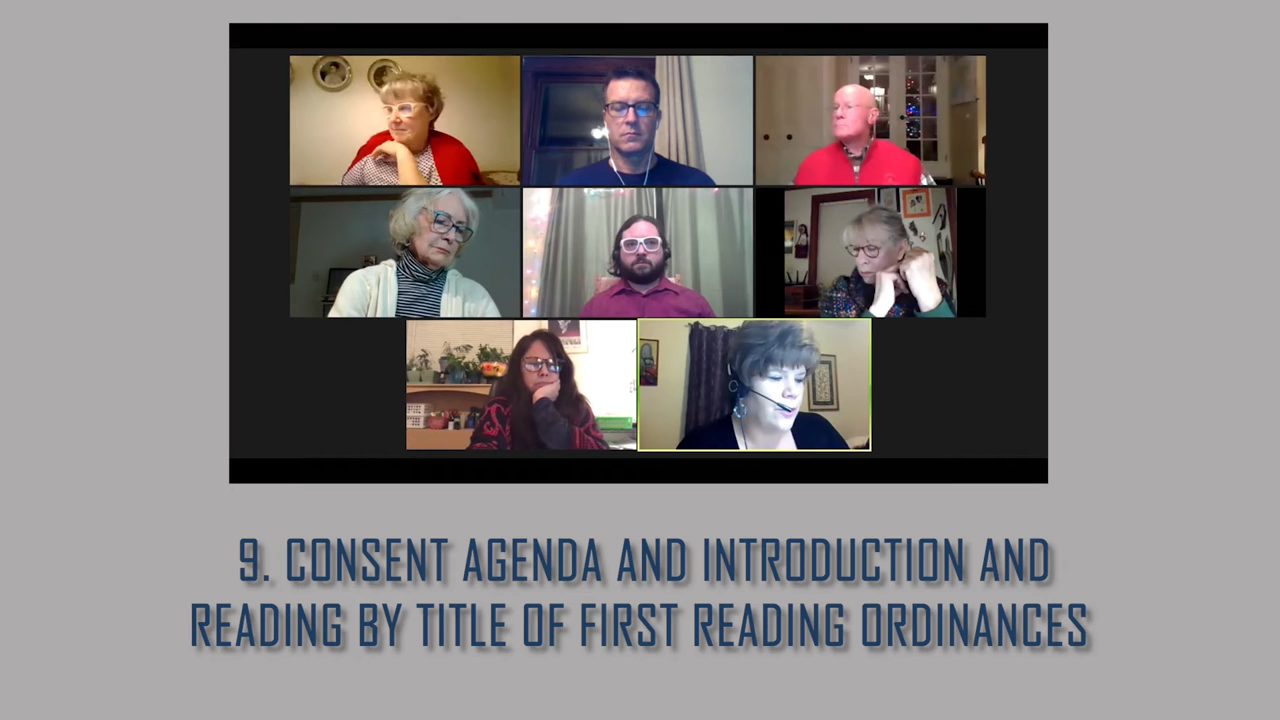 9. CONSENT AGENDA AND INTRODUCTION AND
READING BY TITLE OF FIRST READING ORDINANCES